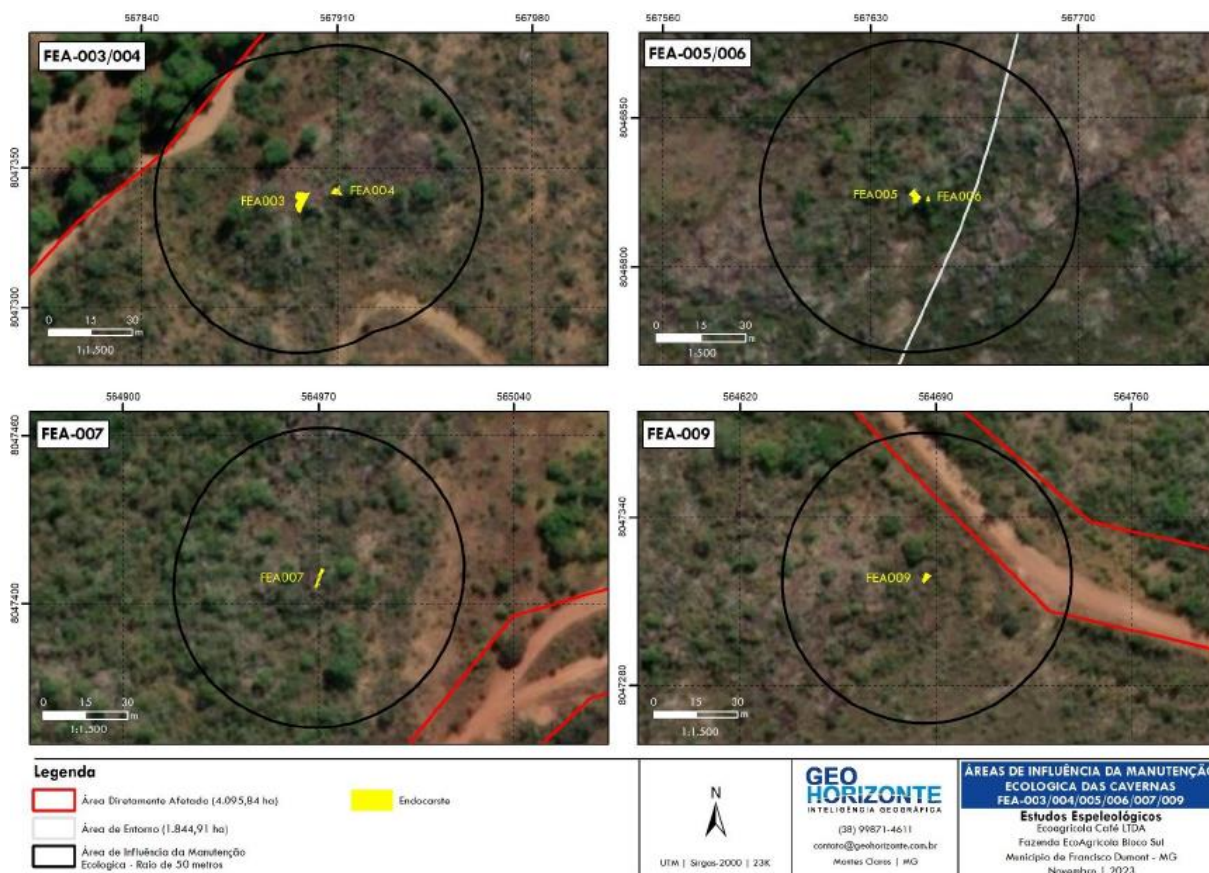 567840 567910 567980
567560 567630 567700
FEA-003/004
FEA-005/006
8047350
8047300
8046850
8046800
FEA003
FEA004
FEA005
FEA006
0 15 30
m
1:1.500
0 15 30
m
1:500
564900 564970 565040
564620 564690 564760
FEA-007
FEA-009
8047460
8047400
8047340
8047280
FEA007
FEA009
0 15 30
m
1:1.500
0 15 30
m
1:1.500
Legenda
Área Diretamente Afetada (4.095,84 ha)
Endocarste
Área de Entorno (1.844,91 ha)
Área de Influência da Manutenção
Ecologica - Raio de 50 metros
N
UTM | Sirgas-2000 | 23K
GEO
HORIZONTE
INTELIGÊNCIA GEOGRÁFICA
(38) 99871-4611
contato@geohorizonte.com.br
Montes Claros | MG
ÁREAS DE INFLUÊNCIA DA MANUTENÇÃO
ECOLOGICA DAS CAVERNAS
FEA-003/004/005/006/007/009
Estudos Espeleológicos
Ecoagrícola Café LTDA
Fazenda EcoAgrícola Bloco Sul
Município de Francisco Dumont - MG
Novembro | 2023